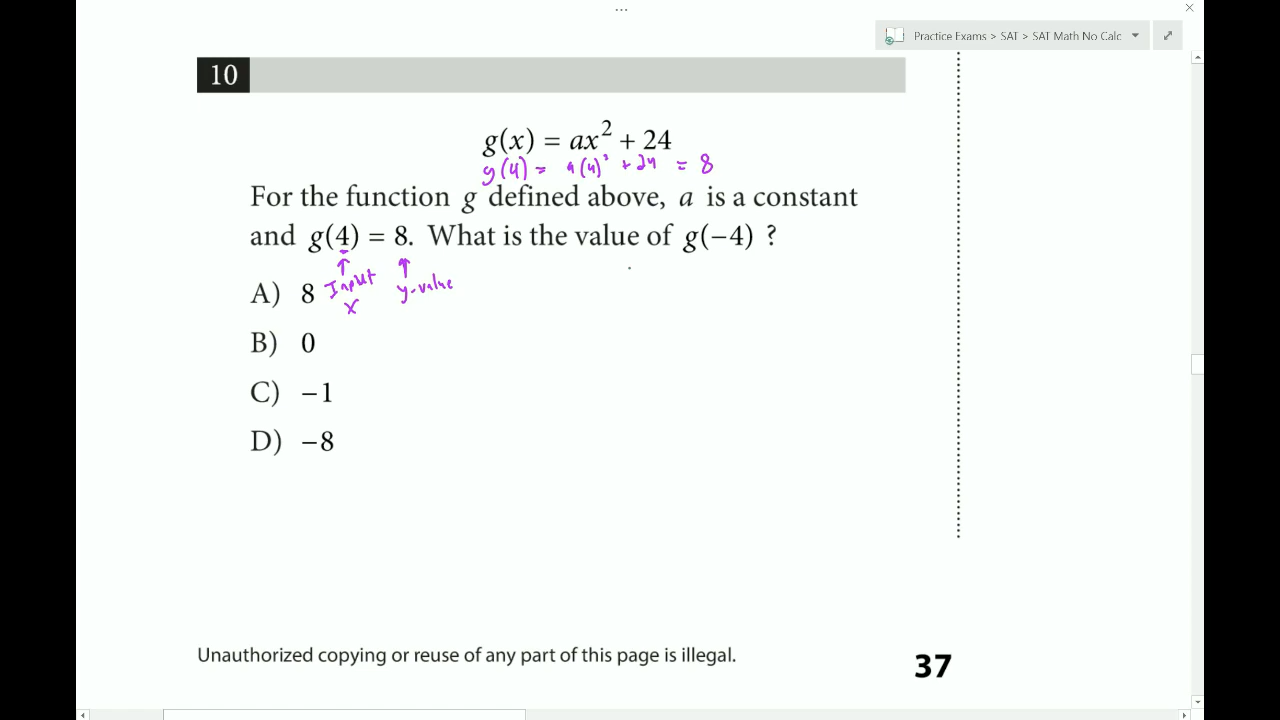 ...
Practice Exams > SAT > SAT Math No Calc
10
g(x) = ax² + 24
g(4) = a(4)² + 24 = 8
For the function g defined above, a is a constant
and g(4) = 8. What is the value of g(−4) ?
A) 8
Input
x
y-value
B) 0
C) −1
D) −8
Unauthorized copying or reuse of any part of this page is illegal.
37